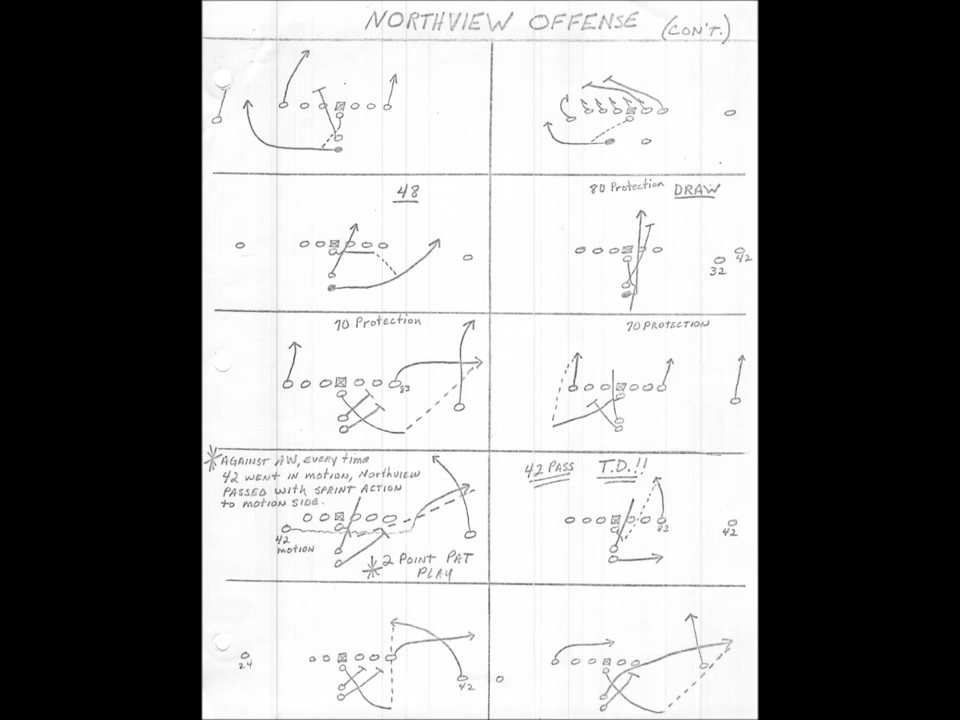 NORTHVIEW OFFENSE (CON'T.)
48
80 Protection DRAW
32
42
70 Protection
83
70 PROTECTION
* AGAINST AW, EVERY time
42 WENT IN MOTION, NORTHVIEW
PASSED WITH SPRINT ACTION
to MOTION SIDE.
42
MOTION
* 2 POINT PAT
PLAY
42 PASS T.D.!!
83
42
24
42